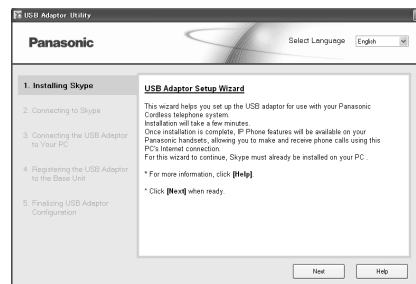 USB Adaptor Utility
Panasonic
Select Language English
1. Installing Skype
2. Connecting to Skype
3. Connecting the USB Adaptor
to Your PC
4. Registering the USB Adaptor
to the Base Unit
5. Finalizing USB Adaptor
Configuration
USB Adaptor Setup Wizard
This wizard helps you set up the USB adaptor for use with your Panasonic
Cordless telephone system.
Installation will take a few minutes.
Once installation is complete, IP Phone features will be available on your
Panasonic handsets, allowing you to make and receive phone calls using this
PC's Internet connection.
For this wizard to continue, Skype must already be installed on your PC .
* For more information, click [Help].
* Click [Next] when ready.
Next Help